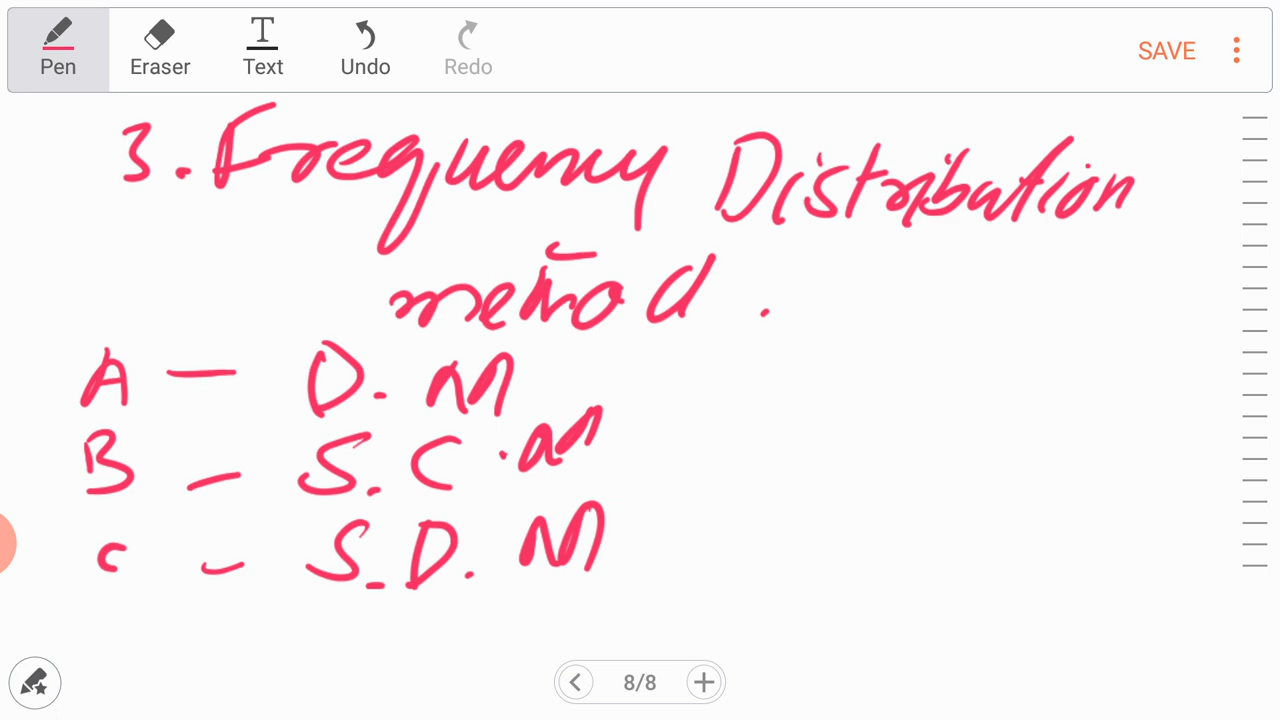 Pen Eraser Text Undo Redo SAVE
3. Frequency Distribution
method.
A — D. M
B — S. C. M
C - S. D. M
8/8